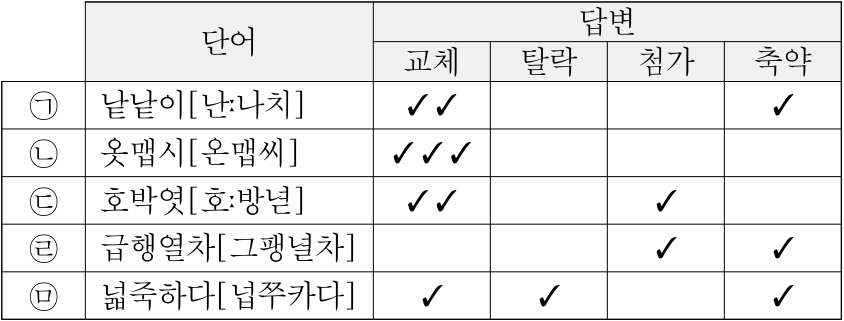 단어 답변
교체 탈락 첨가 축약
㉠ 낱낱이[난ː나치] ✓✓ ✓
㉡ 옷맵시[온맵씨] ✓✓✓
㉢ 호박엿[호ː방녇] ✓✓ ✓
㉣ 급행열차[그팽녈차] ✓ ✓
㉤ 넓죽하다[넙쭈카다] ✓ ✓ ✓